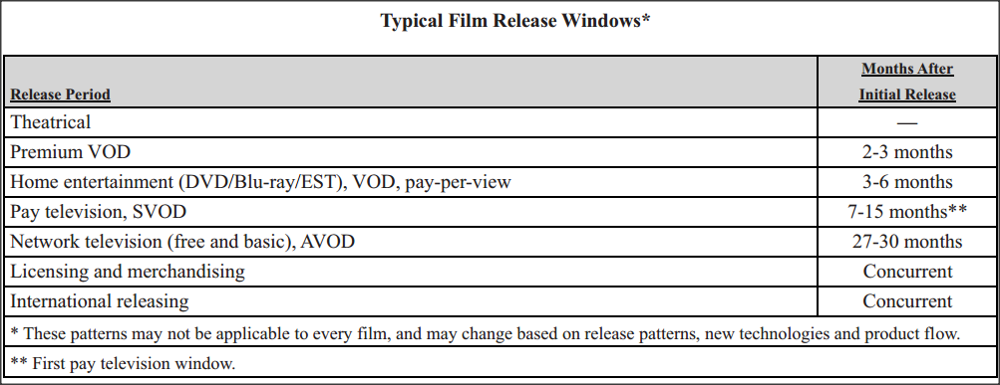 Typical Film Release Windows*
Months After
Release Period Initial Release
Theatrical —
Premium VOD 2-3 months
Home entertainment (DVD/Blu-ray/EST), VOD, pay-per-view 3-6 months
Pay television, SVOD 7-15 months**
Network television (free and basic), AVOD 27-30 months
Licensing and merchandising Concurrent
International releasing Concurrent
* These patterns may not be applicable to every film, and may change based on release patterns, new technologies and product flow.
** First pay television window.